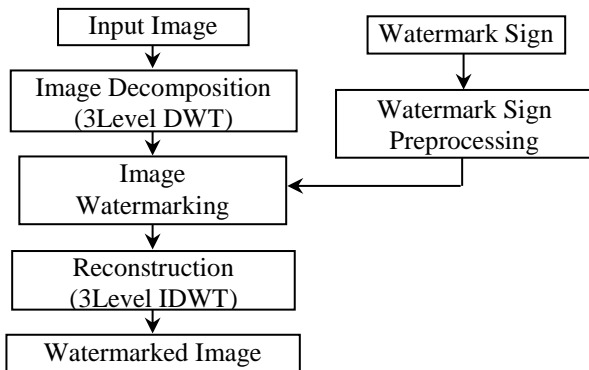 Input Image
Image Decomposition
(3Level DWT)
Image
Watermarking
Reconstruction
(3Level IDWT)
Watermarked Image
Watermark Sign
Watermark Sign
Preprocessing